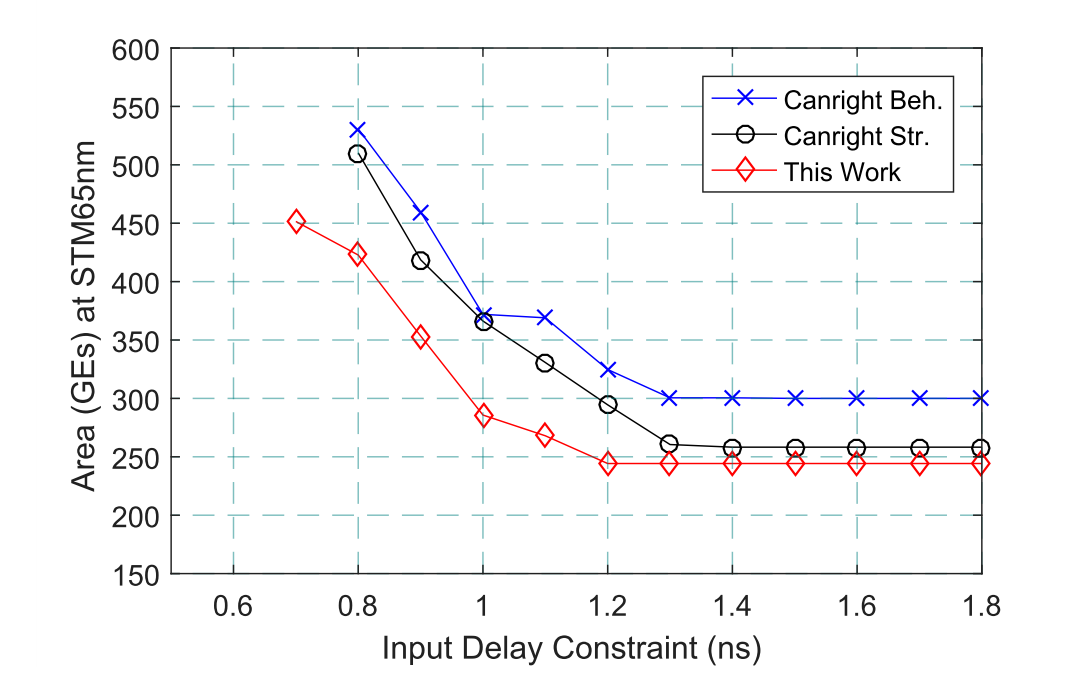 600
550
500
450
400
350
300
250
200
150
Area (GEs) at STM65nm
Canright Beh.
Canright Str.
This Work
0.6 0.8 1 1.2 1.4 1.6 1.8
Input Delay Constraint (ns)